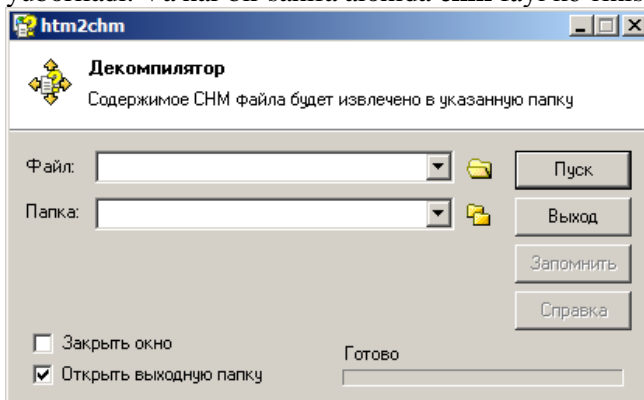 htm2chm
Декомпилятор
Содержимое CHM файла будет извлечено в указанную папку
Файл:
Пуск
Папка:
Выход
Запомнить
Справка
Закрыть окно
Готово
Открыть выходную папку